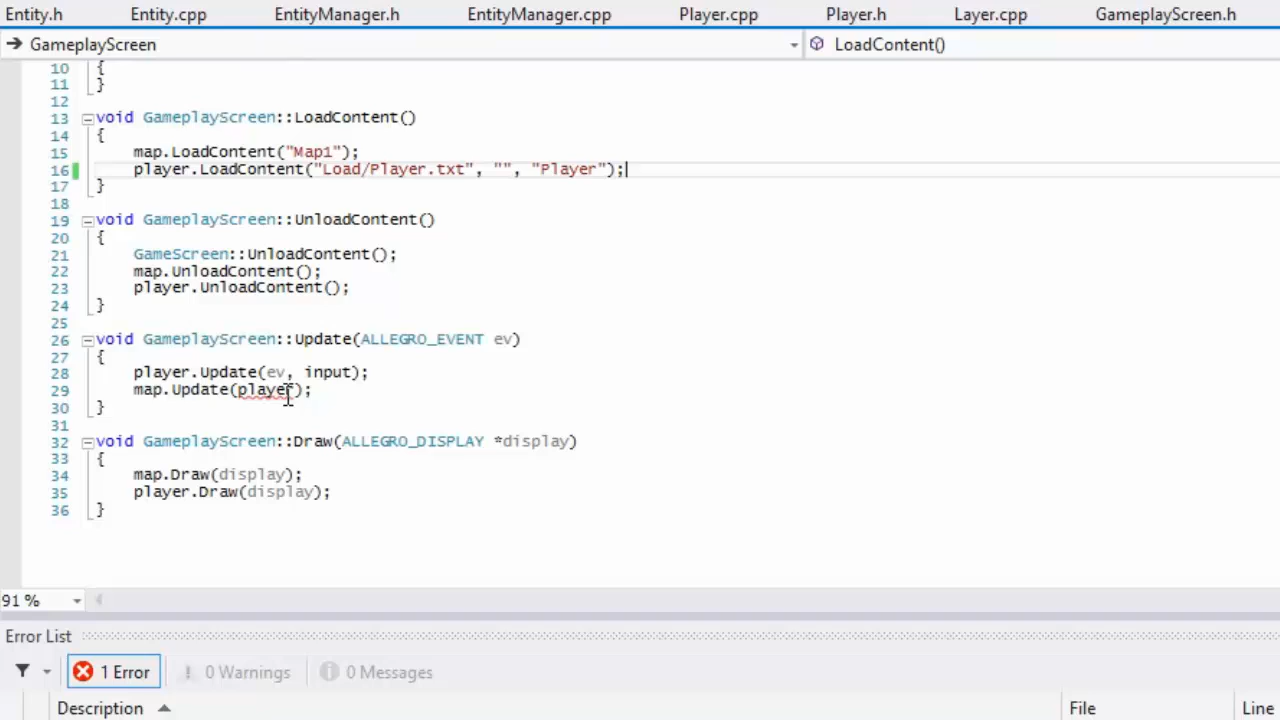 Entity.h Entity.cpp EntityManager.h EntityManager.cpp Player.cpp Player.h Layer.cpp GameplayScreen.h
GameplayScreen LoadContent()
10 {
11 }
12
13 void GameplayScreen::LoadContent()
14 {
15 map.LoadContent("Map1");
16 player.LoadContent("Load/Player.txt", "", "Player");
17 }
18
19 void GameplayScreen::UnloadContent()
20 {
21 GameScreen::UnloadContent();
22 map.UnloadContent();
23 player.UnloadContent();
24 }
25
26 void GameplayScreen::Update(ALLEGRO_EVENT ev)
27 {
28 player.Update(ev, input);
29 map.Update(player);
30 }
31
32 void GameplayScreen::Draw(ALLEGRO_DISPLAY *display)
33 {
34 map.Draw(display);
35 player.Draw(display);
36 }
91 %
Error List
1 Error 0 Warnings 0 Messages
Description File Line